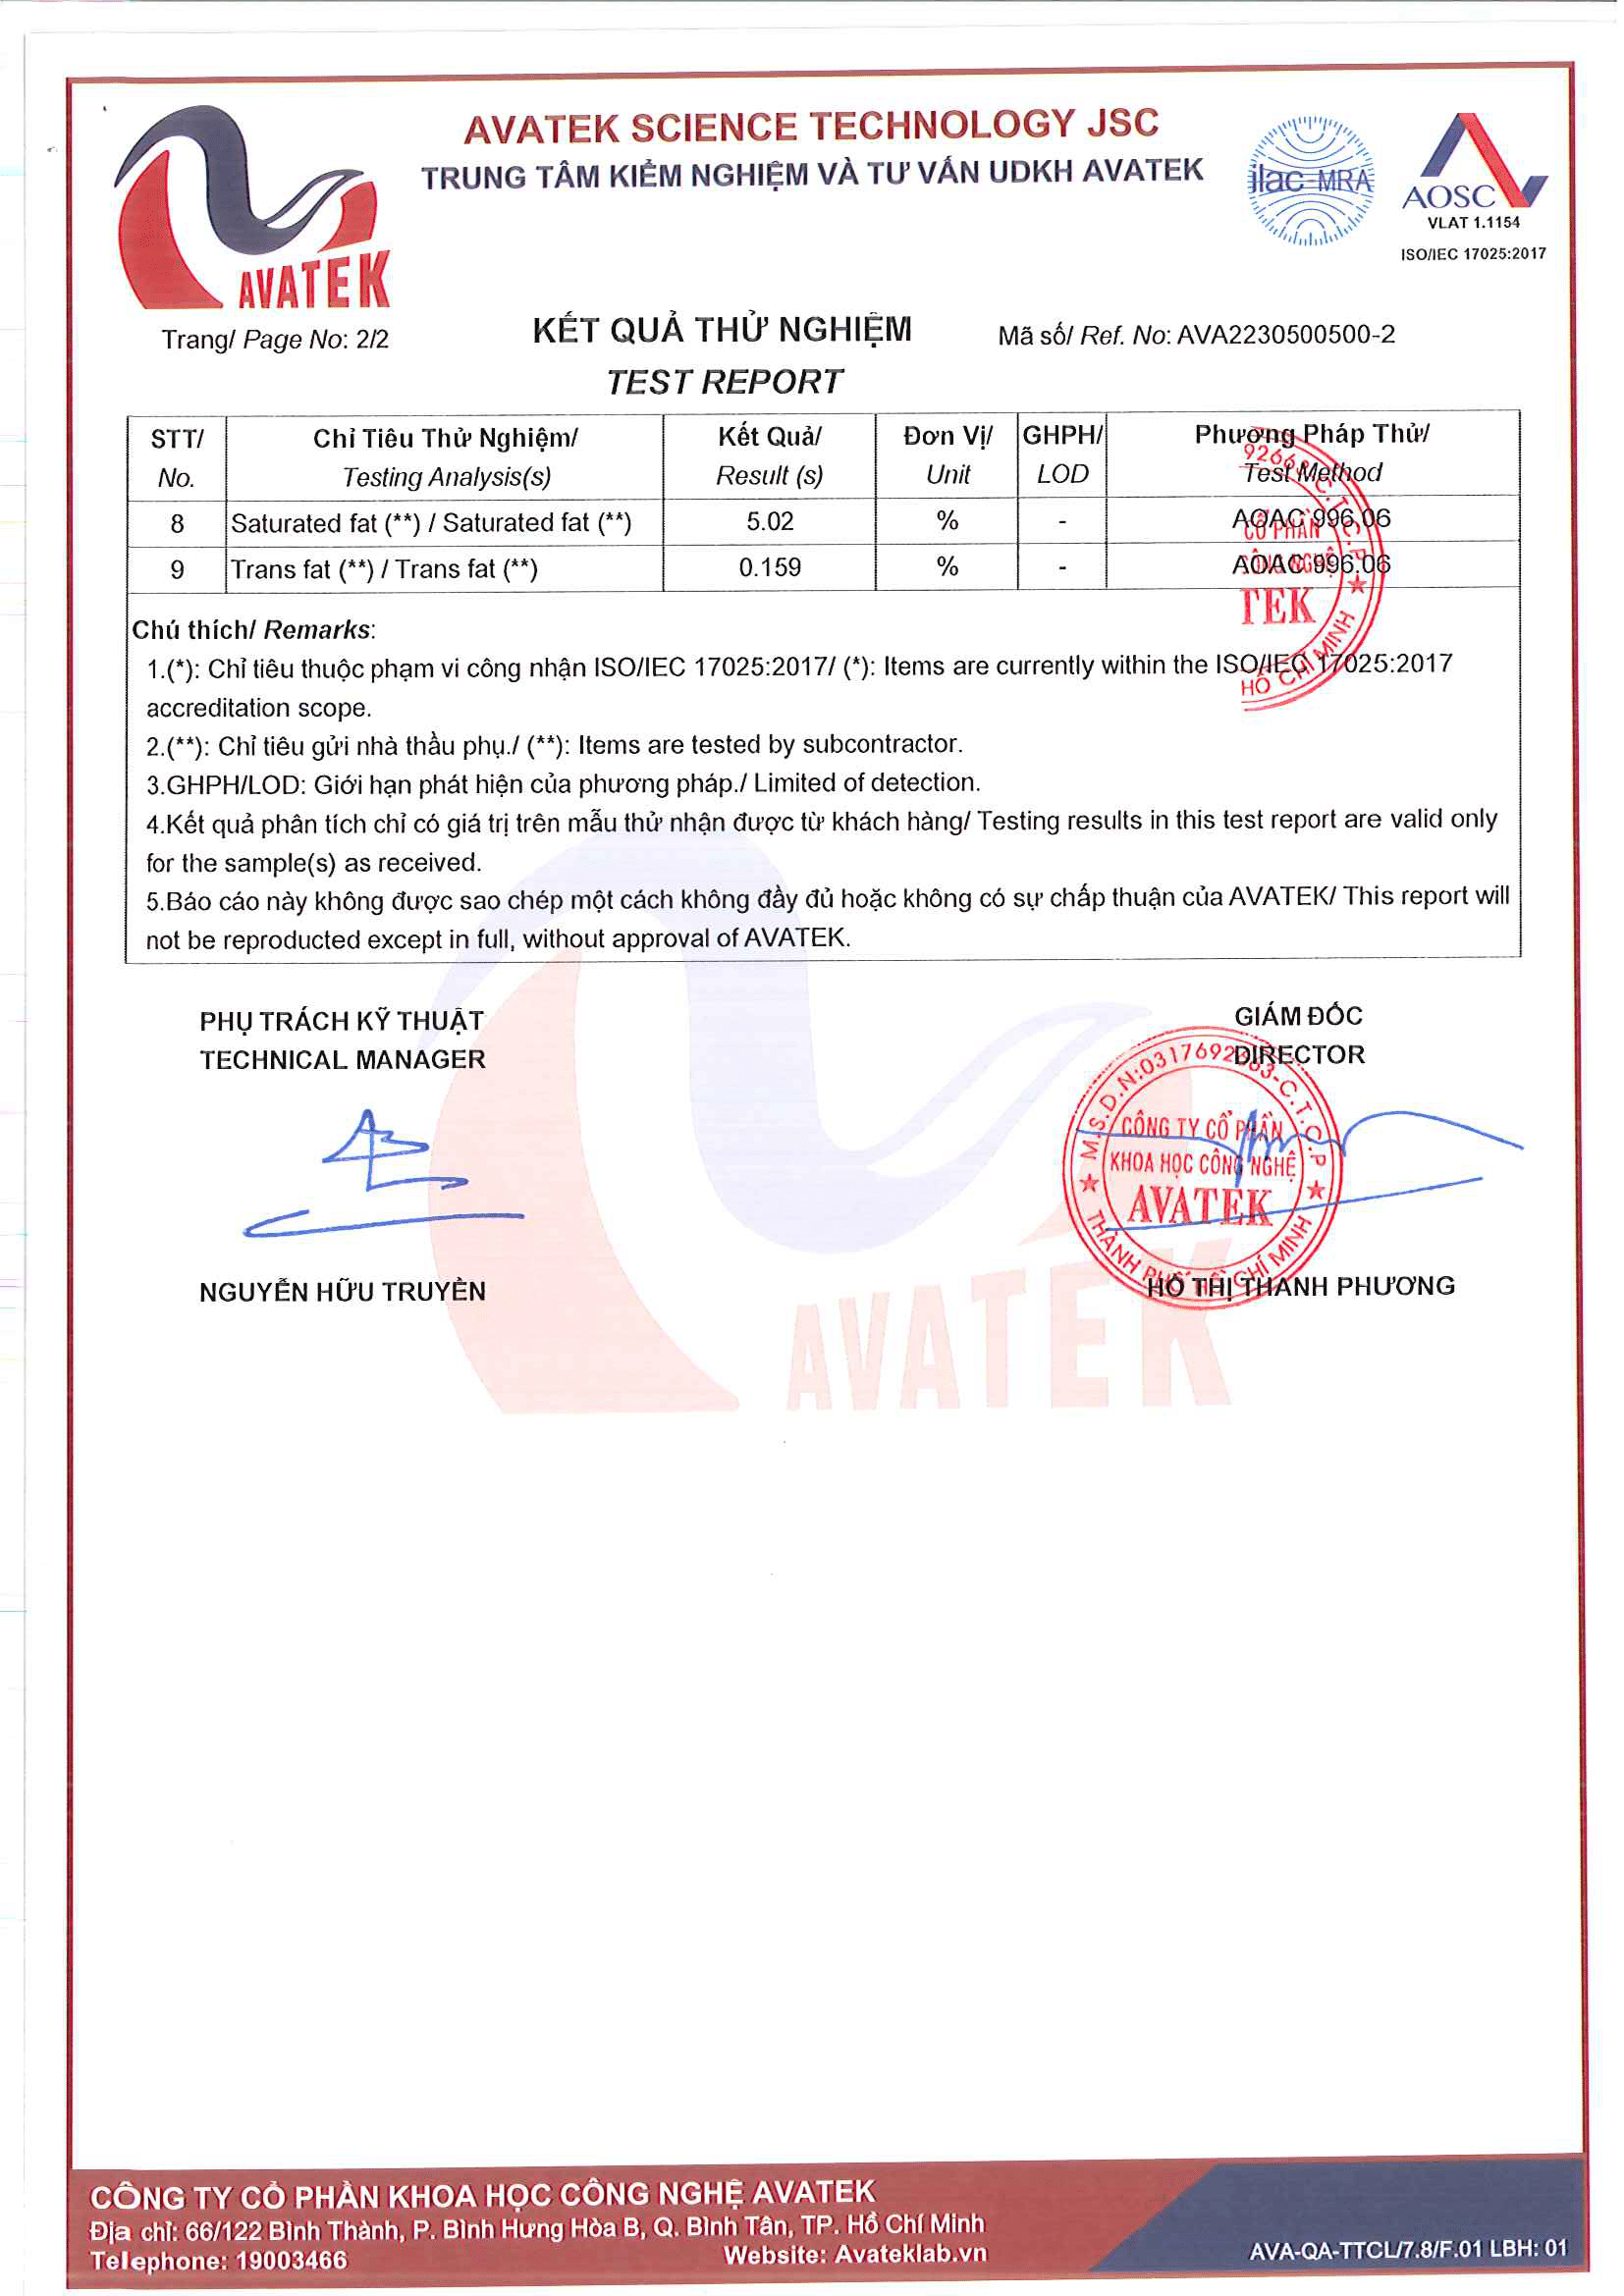 AVATEK SCIENCE TECHNOLOGY JSC
TRUNG TÂM KIỂM NGHIỆM VÀ TƯ VẤN UDKH AVATEK
AVATEK
ilac-MRA
AOSC
VLAT 1.1154
ISO/IEC 17025:2017
Trang/ Page No: 2/2
KẾT QUẢ THỬ NGHIỆM
Mã số/ Ref. No: AVA2230500500-2
TEST REPORT
STT/ Chỉ Tiêu Thử Nghiệm/ Kết Quả/ Đơn Vị/ GHPH/ Phương Pháp Thử/
No. Testing Analysis(s) Result (s) Unit LOD Test Method
8 Saturated fat (**) / Saturated fat (**) 5.02 % - AOAC 996.06
9 Trans fat (**) / Trans fat (**) 0.159 % - AOAC 996.06
Chú thích/ Remarks:
1.(*): Chỉ tiêu thuộc phạm vi công nhận ISO/IEC 17025:2017/ (*): Items are currently within the ISO/IEC 17025:2017
accreditation scope.
2.(**): Chỉ tiêu gửi nhà thầu phụ./ (**): Items are tested by subcontractor.
3.GHPH/LOD: Giới hạn phát hiện của phương pháp./ Limited of detection.
4.Kết quả phân tích chỉ có giá trị trên mẫu thử nhận được từ khách hàng/ Testing results in this test report are valid only
for the sample(s) as received.
5.Báo cáo này không được sao chép một cách không đầy đủ hoặc không có sự chấp thuận của AVATEK/ This report will
not be reproducted except in full, without approval of AVATEK.
PHỤ TRÁCH KỸ THUẬT
TECHNICAL MANAGER
GIÁM ĐỐC
DIRECTOR
M.S.D.N:0317692663-C.T.C.P
CÔNG TY CỔ PHẦN
KHOA HỌC CÔNG NGHỆ
AVATEK
THÀNH PHỐ HỒ CHÍ MINH
NGUYỄN HỮU TRUYỀN
HỒ THỊ THANH PHƯƠNG
AVATEK
CÔNG TY CỔ PHẦN KHOA HỌC CÔNG NGHỆ AVATEK
Địa chỉ: 66/122 Bình Thành, P. Bình Hưng Hòa B, Q. Bình Tân, TP. Hồ Chí Minh
Telephone: 19003466 Website: Avateklab.vn
AVA-QA-TTCL/7.8/F.01 LBH: 01